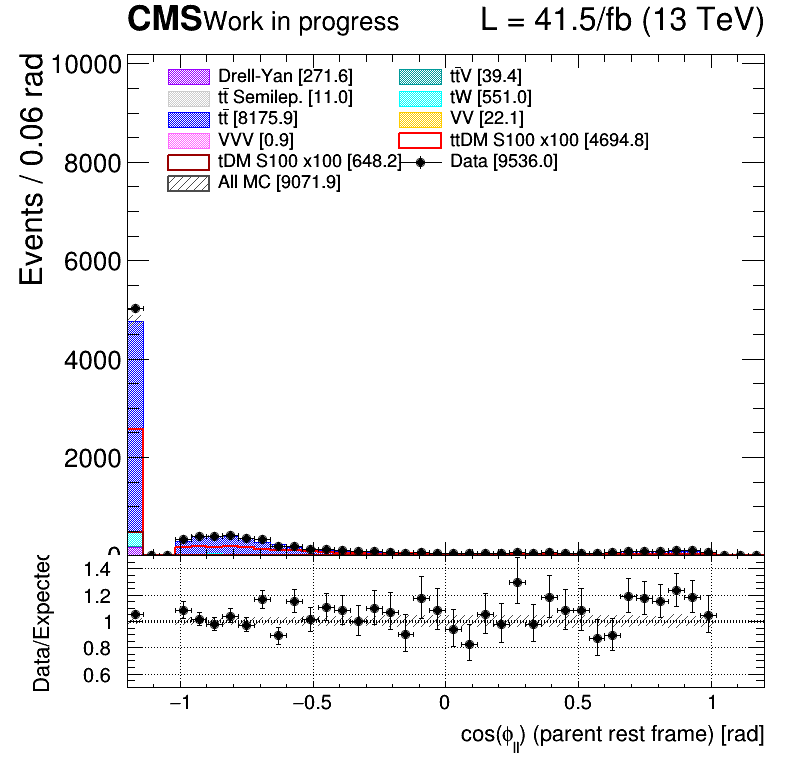 CMS Work in progress L = 41.5/fb (13 TeV)
Events / 0.06 rad
10000
8000
6000
4000
2000
0
Drell-Yan [271.6]
tt̄V [39.4]
tt̄ Semilep. [11.0]
tW [551.0]
tt̄ [8175.9]
VV [22.1]
VVV [0.9]
ttDM S100 x100 [4694.8]
tDM S100 x100 [648.2]
Data [9536.0]
All MC [9071.9]
Data/Expected
1.4
1.2
1
0.8
0.6
−1 −0.5 0 0.5 1
cos(ϕ_ll) (parent rest frame) [rad]